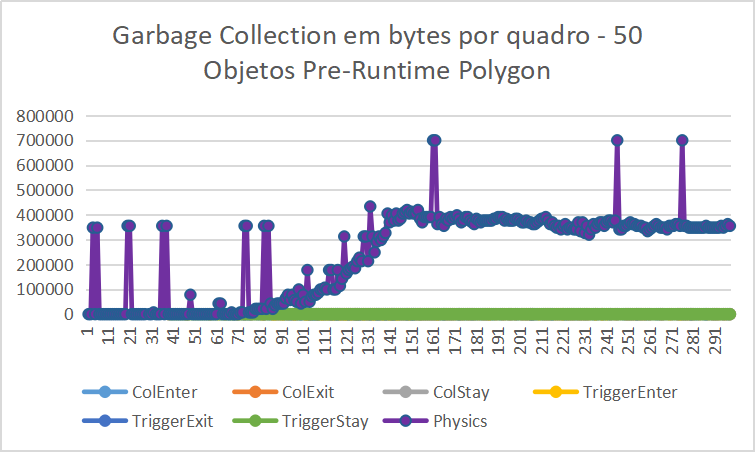 Garbage Collection em bytes por quadro - 50
Objetos Pre-Runtime Polygon
800000
700000
600000
500000
400000
300000
200000
100000
0
1 11 21 31 41 51 61 71 81 91 101 111 121 131 141 151 161 171 181 191 201 211 221 231 241 251 261 271 281 291
ColEnter ColExit ColStay TriggerEnter
TriggerExit TriggerStay Physics